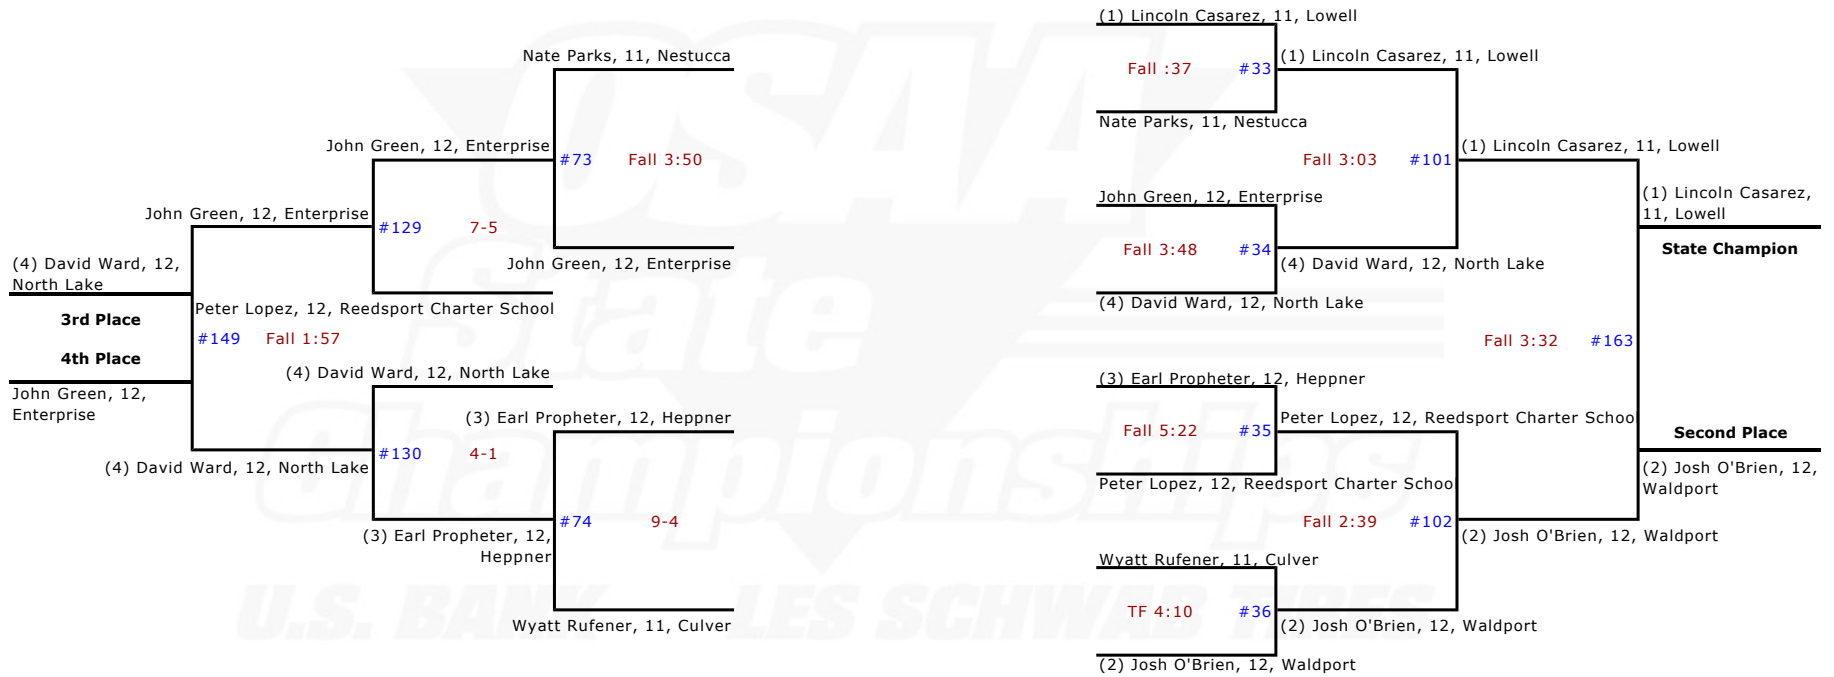 (1) Lincoln Casarez, 11, Lowell
Nate Parks, 11, Nestucca
(1) Lincoln Casarez, 11, Lowell
Fall :37 #33
Nate Parks, 11, Nestucca
John Green, 12, Enterprise
(1) Lincoln Casarez, 11, Lowell
#73 Fall 3:50
Fall 3:03 #101
John Green, 12, Enterprise
(1) Lincoln Casarez,
11, Lowell
John Green, 12, Enterprise
#129 7-5
Fall 3:48 #34
State Champion
(4) David Ward, 12,
North Lake
John Green, 12, Enterprise
(4) David Ward, 12, North Lake
(4) David Ward, 12, North Lake
Peter Lopez, 12, Reedsport Charter School
3rd Place
#149 Fall 1:57
Fall 3:32 #163
4th Place
(4) David Ward, 12, North Lake
(3) Earl Propheter, 12, Heppner
John Green, 12,
Enterprise
(3) Earl Propheter, 12, Heppner
Peter Lopez, 12, Reedsport Charter School
Fall 5:22 #35
Second Place
#130 4-1
(4) David Ward, 12, North Lake
(2) Josh O'Brien, 12,
Waldport
Peter Lopez, 12, Reedsport Charter Schoo
#74 9-4
Fall 2:39 #102
(3) Earl Propheter, 12,
Heppner
(2) Josh O'Brien, 12, Waldport
Wyatt Rufener, 11, Culver
TF 4:10 #36
Wyatt Rufener, 11, Culver
(2) Josh O'Brien, 12, Waldport
(2) Josh O'Brien, 12, Waldport
OSAA
State
Championships
U.S. BANK LES SCHWAB TIRES